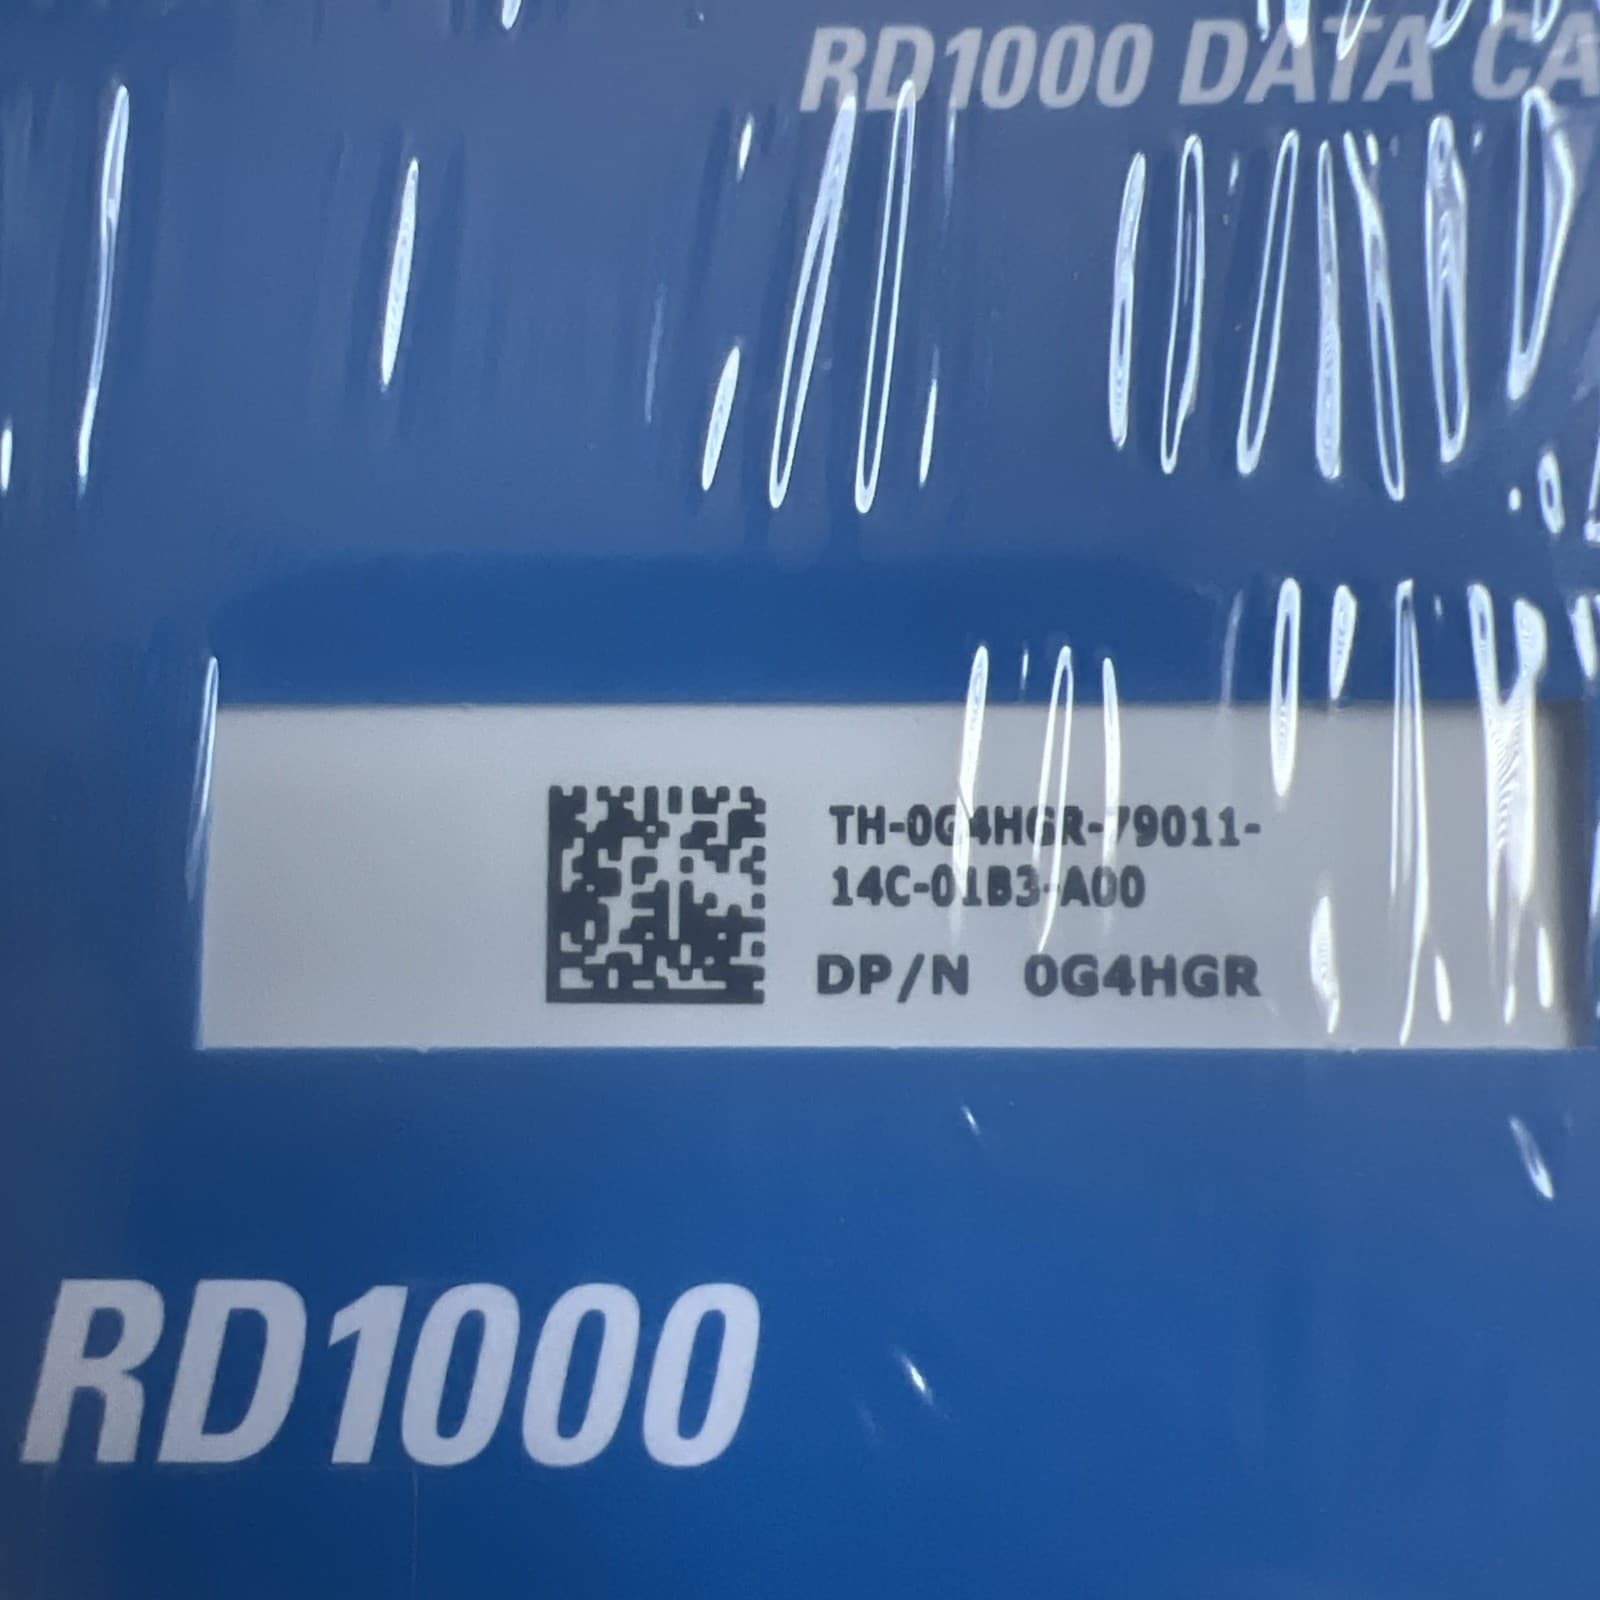 RD1000 DATA CA
TH-0G4HGR-79011-
14C-01B3-A00
DP/N 0G4HGR
RD1000